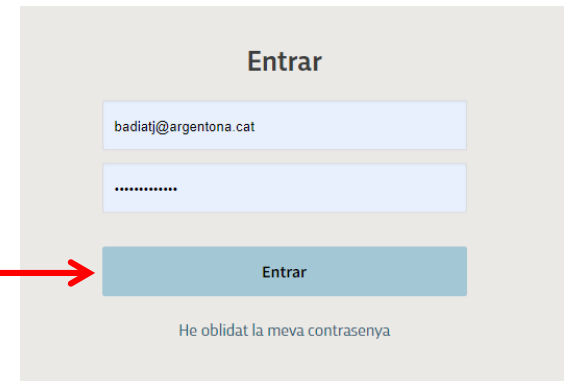 Entrar
badiatj@argentona.cat
•••••••••••••
Entrar
He oblidat la meva contrasenya